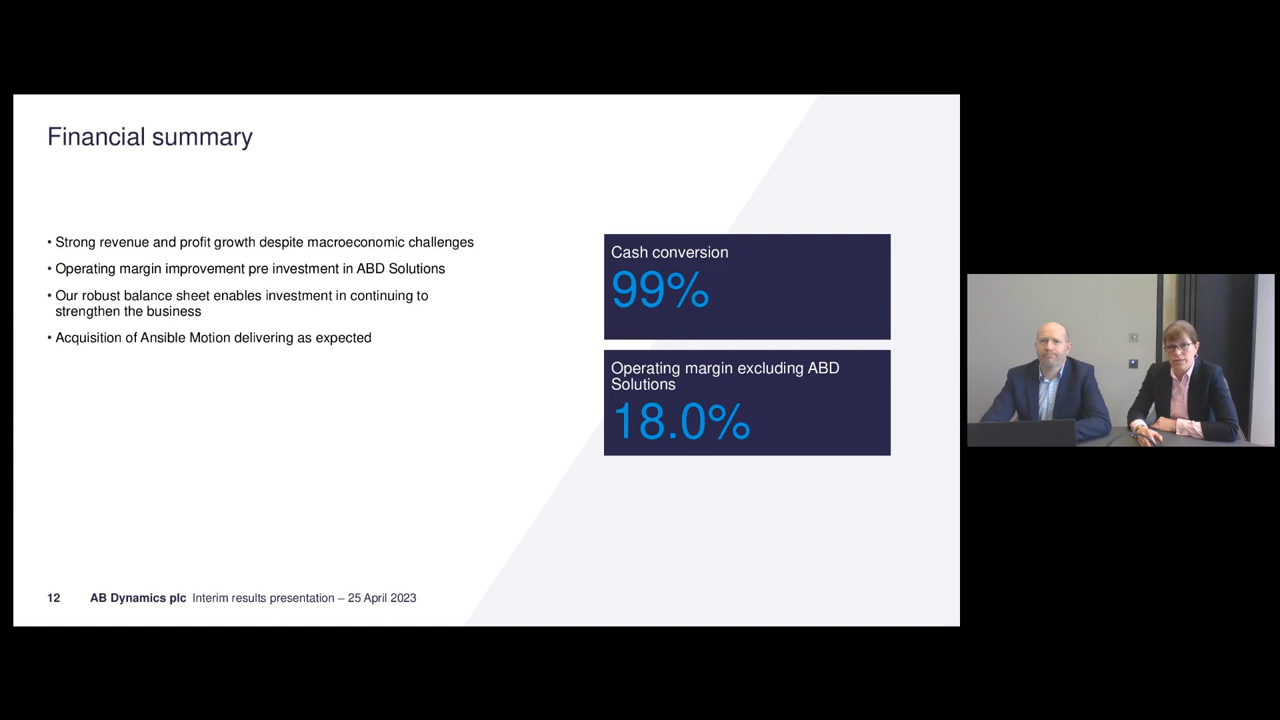 Financial summary
• Strong revenue and profit growth despite macroeconomic challenges
• Operating margin improvement pre investment in ABD Solutions
• Our robust balance sheet enables investment in continuing to
strengthen the business
• Acquisition of Ansible Motion delivering as expected
Cash conversion
99%
Operating margin excluding ABD
Solutions
18.0%
12 AB Dynamics plc Interim results presentation – 25 April 2023